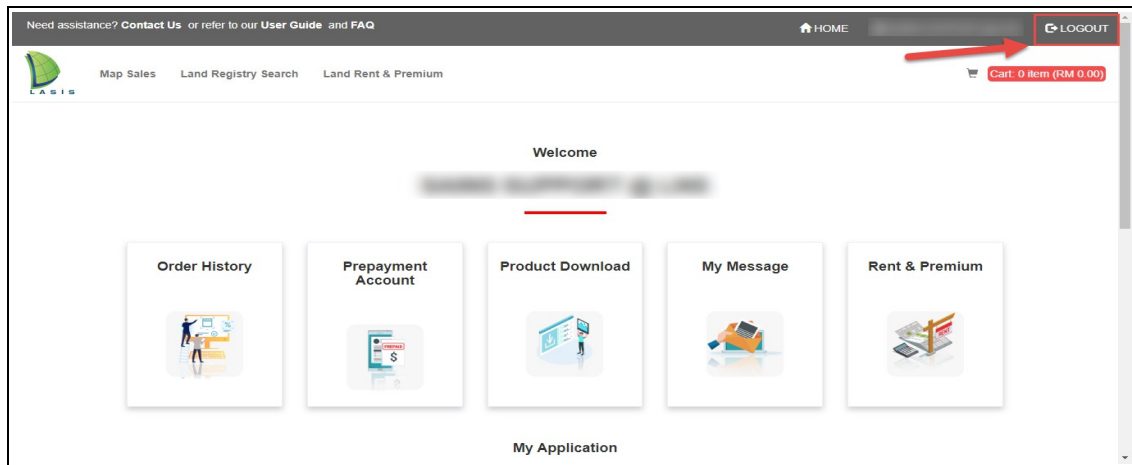 Need assistance? Contact Us or refer to our User Guide and FAQ
HOME
LOGOUT
LASIS
Map Sales Land Registry Search Land Rent & Premium
Cart: 0 item (RM 0.00)
Welcome
Order History
Prepayment
Account
Product Download
My Message
Rent & Premium
PREPAID
$
RENT
My Application